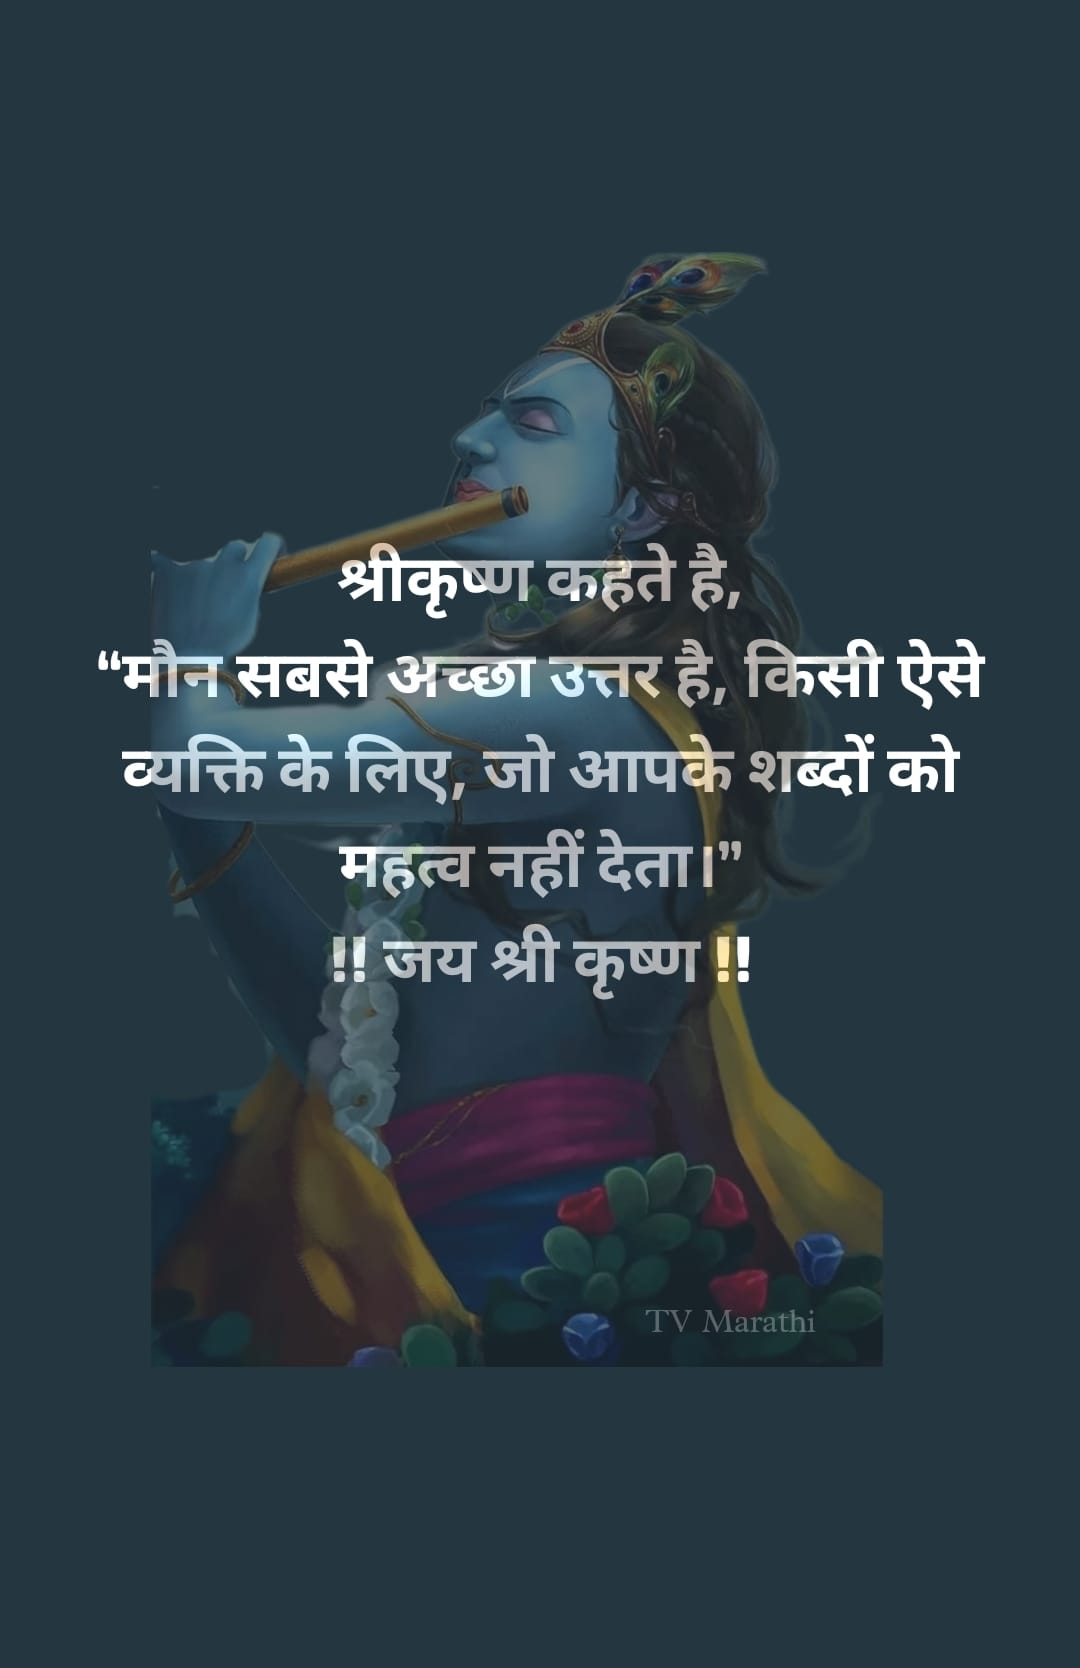 श्रीकृष्ण कहते है,
“मौन सबसे अच्छा उत्तर है, किसी ऐसे
व्यक्ति के लिए, जो आपके शब्दों को
महत्व नहीं देता।”
!! जय श्री कृष्ण !!
TV Marathi